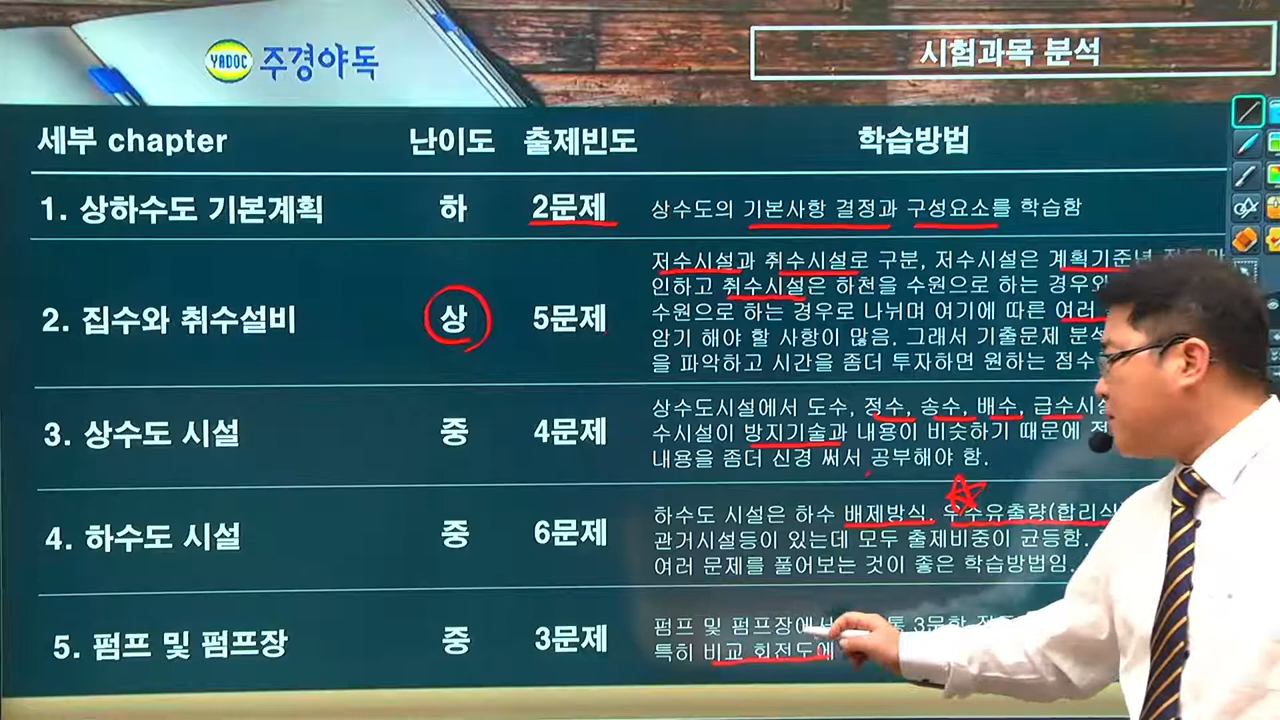 YADOC 주경야독
시험과목 분석
세부 chapter 난이도 출제빈도 학습방법
1. 상하수도 기본계획 하 2문제 상수도의 기본사항 결정과 구성요소를 학습함
2. 집수와 취수설비 상 5문제
저수시설과 취수시설로 구분, 저수시설은 계획기준년
인하고 취수시설은 하천을 수원으로 하는 경우와
수원으로 하는 경우로 나뉘며 여기에 따른 여러
암기 해야 할 사항이 많음. 그래서 기출문제 분석
을 파악하고 시간을 좀더 투자하면 원하는 점수
3. 상수도 시설 중 4문제
상수도시설에서 도수, 정수, 송수, 배수, 급수시설
수시설이 방지기술과 내용이 비슷하기 때문에
내용을 좀더 신경 써서 공부해야 함.
4. 하수도 시설 중 6문제
하수도 시설은 하수 배제방식. 우수유출량(합리식
관거시설등이 있는데 모두 출제비중이 균등함.
여러 문제를 풀어보는 것이 좋은 학습방법임.
5. 펌프 및 펌프장 중 3문제
펌프 및 펌프장에서 3문항
특히 비교 회전도에